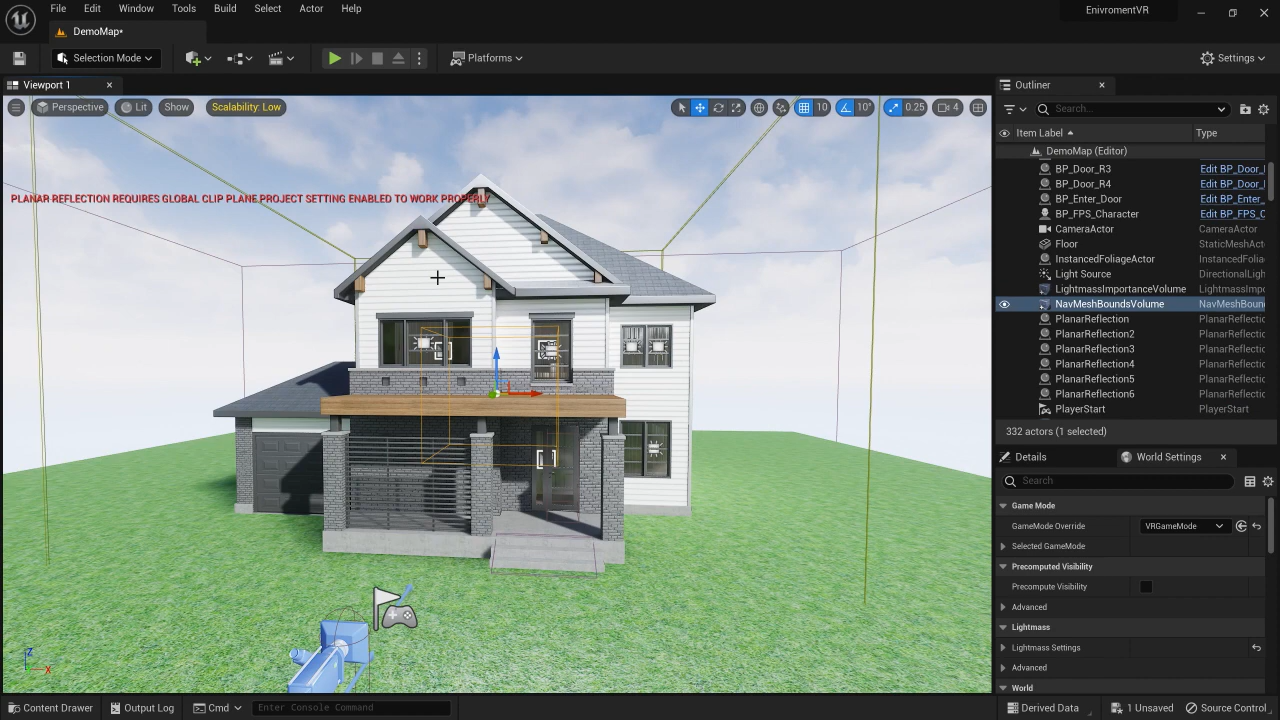 File Edit Window Tools Build Select Actor Help
EnviromentVR
DemoMap*
Selection Mode
Platforms
Settings
Viewport 1
Outliner
Perspective Lit Show Scalability: Low
10 10° 0.25 4
Search...
Item Label Type
DemoMap (Editor)
BP_Door_R3 Edit BP_Door_
BP_Door_R4 Edit BP_Door_
BP_Enter_Door Edit BP_Enter_
BP_FPS_Character Edit BP_FPS_C
CameraActor CameraActor
Floor StaticMeshAct
InstancedFoliageActor InstancedFolia
Light Source DirectionalLigh
LightmassImportanceVolume LightmassImp
NavMeshBoundsVolume NavMeshBoun
PlanarReflection PlanarReflectic
PlanarReflection2 PlanarReflectic
PlanarReflection3 PlanarReflectic
PlanarReflection4 PlanarReflectic
PlanarReflection5 PlanarReflectic
PlanarReflection6 PlanarReflectic
PlayerStart PlayerStart
PLANAR REFLECTION REQUIRES GLOBAL CLIP PLANE PROJECT SETTING ENABLED TO WORK PROPERLY
332 actors (1 selected)
Details World Settings
Search
Game Mode
GameMode Override VRGameMode
Selected GameMode
Precomputed Visibility
Precompute Visibility
Advanced
Lightmass
Lightmass Settings
Advanced
World
Z
X
Content Drawer Output Log Cmd Enter Console Command
Derived Data 1 Unsaved Source Control